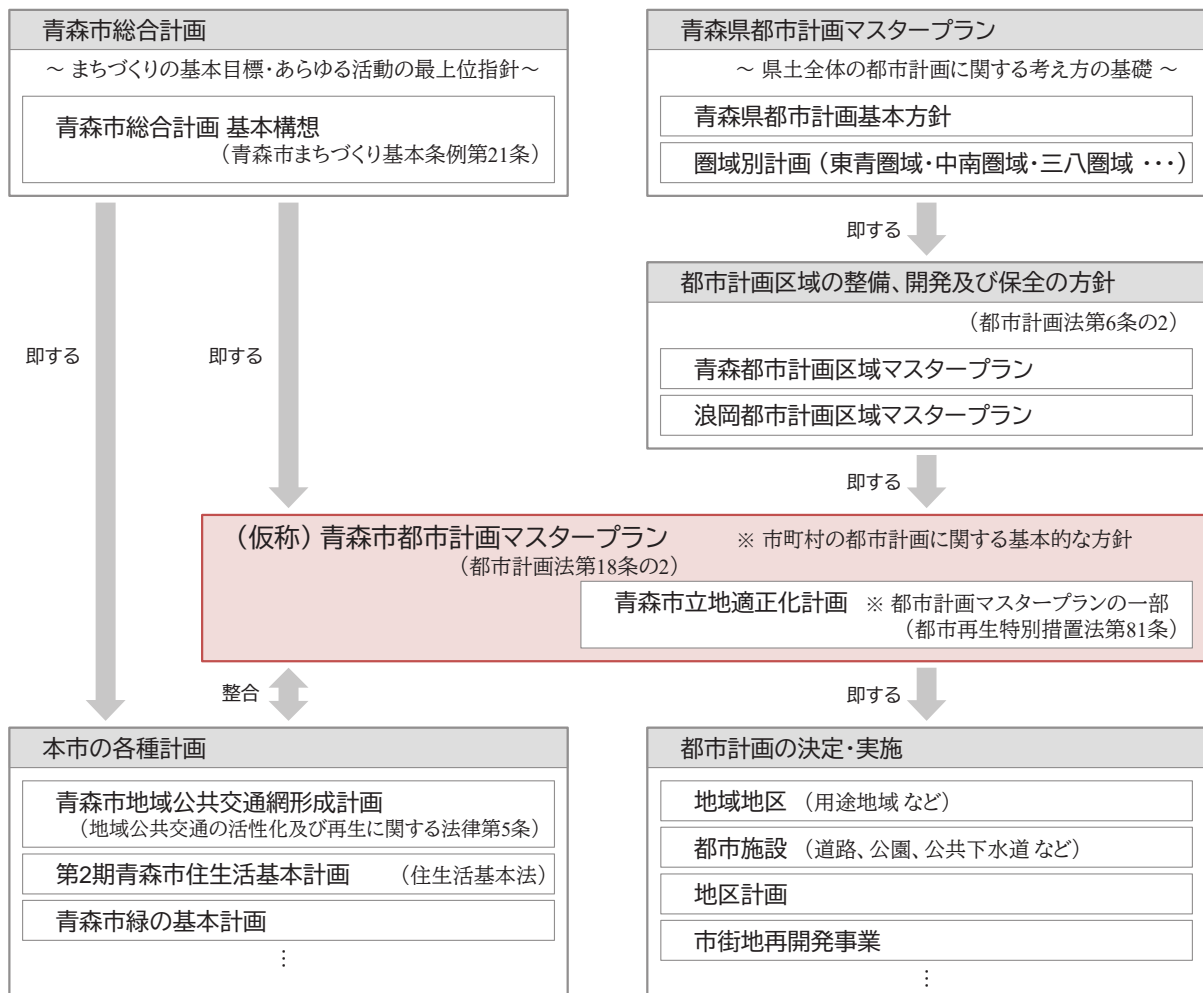 青森市総合計画
～ まちづくりの基本目標・あらゆる活動の最上位指針～
青森市総合計画 基本構想
（青森市まちづくり基本条例第21条）
青森県都市計画マスタープラン
～ 県土全体の都市計画に関する考え方の基礎 ～
青森県都市計画基本方針
圏域別計画（東青圏域・中南圏域・三八圏域 ・・・）
即する
都市計画区域の整備、開発及び保全の方針
（都市計画法第6条の2）
青森都市計画区域マスタープラン
浪岡都市計画区域マスタープラン
即する
即する
即する
（仮称）青森市都市計画マスタープラン ※ 市町村の都市計画に関する基本的な方針
（都市計画法第18条の2）
青森市立地適正化計画 ※ 都市計画マスタープランの一部
（都市再生特別措置法第81条）
整合
即する
本市の各種計画
青森市地域公共交通網形成計画
（地域公共交通の活性化及び再生に関する法律第5条）
第2期青森市住生活基本計画 （住生活基本法）
青森市緑の基本計画
⋮
都市計画の決定・実施
地域地区 （用途地域 など）
都市施設 （道路、公園、公共下水道 など）
地区計画
市街地再開発事業
⋮